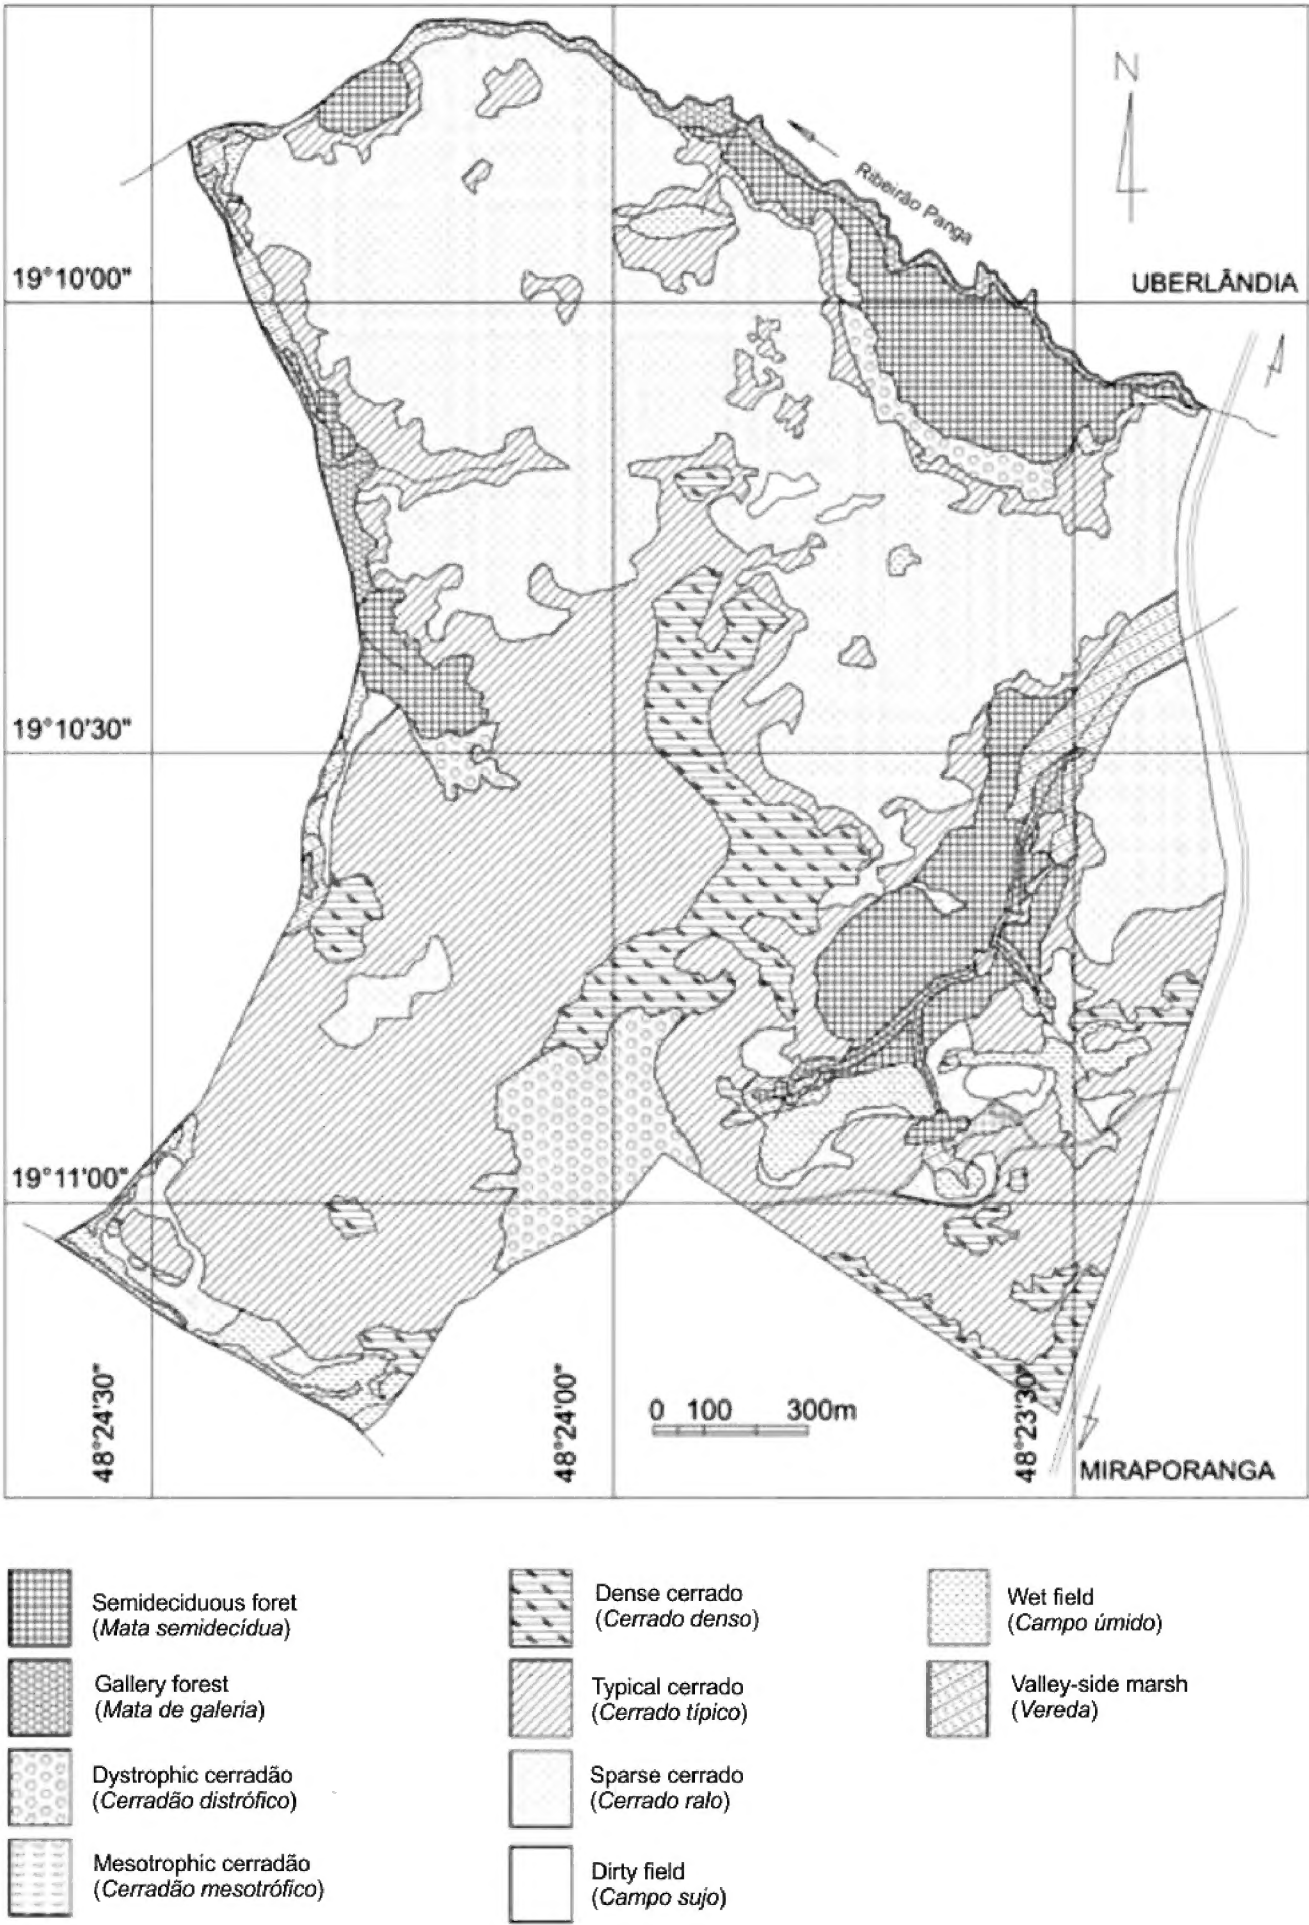 N
Ribeirão Panga
19°10'00"
UBERLÂNDIA
19°10'30"
19°11'00"
48°24'30"
48°24'00"
48°23'30"
0 100 300m
MIRAPORANGA
Semideciduous foret
(Mata semidecídua)
Gallery forest
(Mata de galeria)
Dystrophic cerradão
(Cerradão distrófico)
Mesotrophic cerradão
(Cerradão mesotrófico)
Dense cerrado
(Cerrado denso)
Typical cerrado
(Cerrado típico)
Sparse cerrado
(Cerrado ralo)
Dirty field
(Campo sujo)
Wet field
(Campo úmido)
Valley-side marsh
(Vereda)